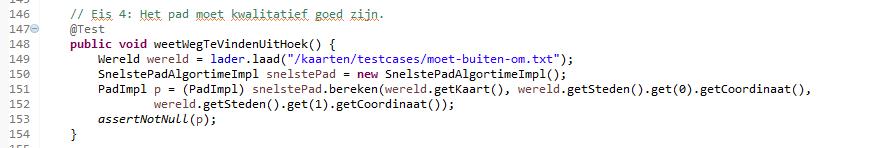 146 // Eis 4: Het pad moet kwalitatief goed zijn.
147 @Test
148 public void weetWegTeVindenUitHoek() {
149 Wereld wereld = lader.laad("/kaarten/testcases/moet-buiten-om.txt");
150 SnelstePadAlgortimeImpl snelstePad = new SnelstePadAlgortimeImpl();
151 PadImpl p = (PadImpl) snelstePad.bereken(wereld.getKaart(), wereld.getSteden().get(0).getCoordinaat(),
152 wereld.getSteden().get(1).getCoordinaat());
153 assertNotNull(p);
154 }